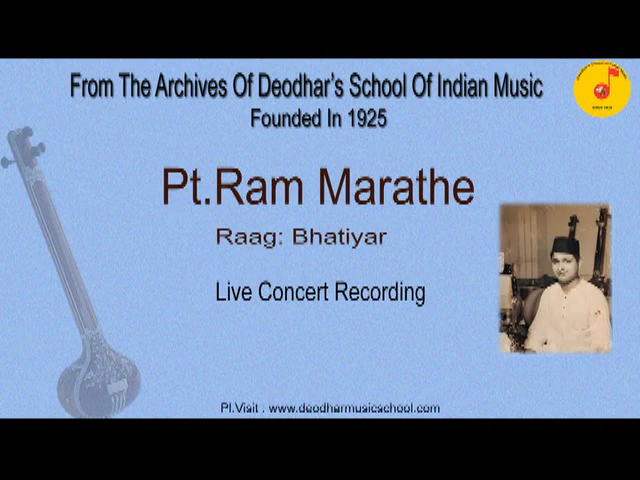 From The Archives Of Deodhar's School Of Indian Music
Founded In 1925
Pt.Ram Marathe
Raag: Bhatiyar
Live Concert Recording
Pl.Visit . www.deodharmusicschool.com